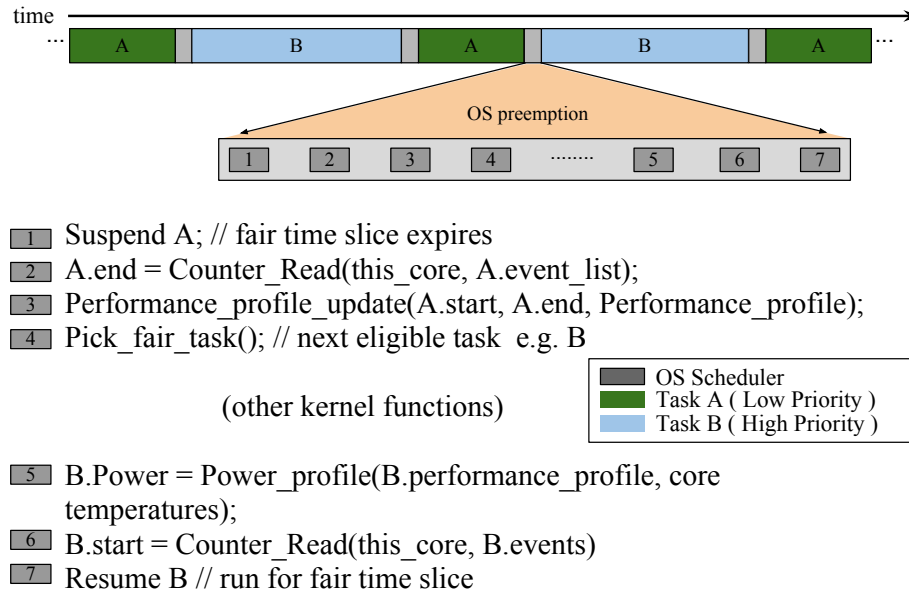 time
... A B A B A ...
OS preemption
1 2 3 4 ........ 5 6 7
1 Suspend A; // fair time slice expires
2 A.end = Counter_Read(this_core, A.event_list);
3 Performance_profile_update(A.start, A.end, Performance_profile);
4 Pick_fair_task(); // next eligible task e.g. B
OS Scheduler
Task A ( Low Priority )
Task B ( High Priority )
(other kernel functions)
5 B.Power = Power_profile(B.performance_profile, core
temperatures);
6 B.start = Counter_Read(this_core, B.events)
7 Resume B // run for fair time slice